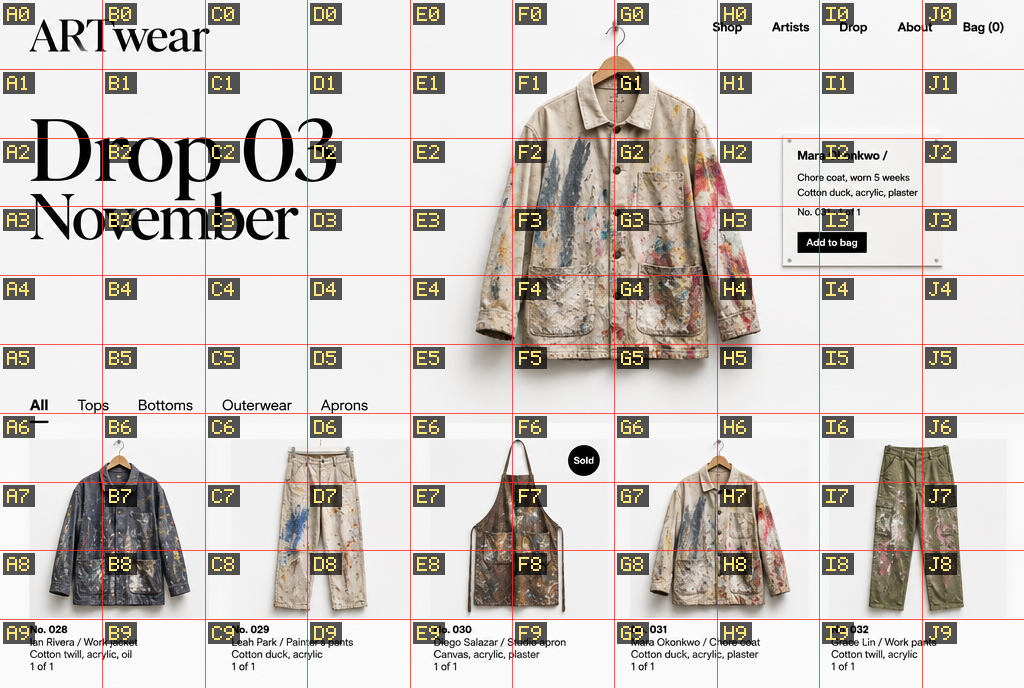 ARTwear
Shop Artists Drop About Bag (0)
Drop 03
November
Mara Okonkwo /
Chore coat, worn 5 weeks
Cotton duck, acrylic, plaster
No. 031 1 of 1
Add to bag
All Tops Bottoms Outerwear Aprons
Sold
No. 028
Ian Rivera / Work jacket
Cotton twill, acrylic, oil
1 of 1
No. 029
Leah Park / Painter's pants
Cotton duck, acrylic
1 of 1
No. 030
Diego Salazar / Studio apron
Canvas, acrylic, plaster
1 of 1
No. 031
Mara Okonkwo / Chore coat
Cotton duck, acrylic, plaster
1 of 1
No. 032
Grace Lin / Work pants
Cotton twill, acrylic
1 of 1